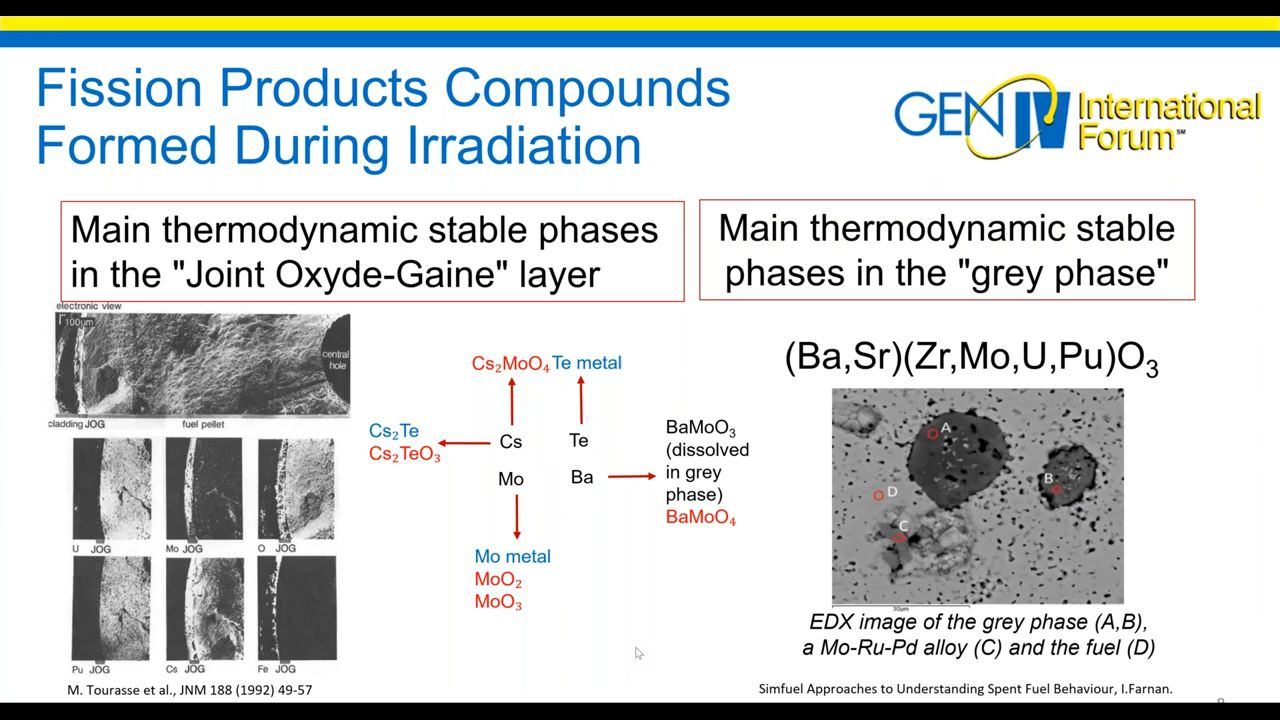 Fission Products Compounds
Formed During Irradiation
GEN IV International
Forum℠
Main thermodynamic stable phases
in the "Joint Oxyde-Gaine" layer
Main thermodynamic stable
phases in the "grey phase"
electronic view
100µm
central
hole
cladding JOG
fuel pellet
U JOG
Mo JOG
O JOG
Pu JOG
Cs JOG
Fe JOG
M. Tourasse et al., JNM 188 (1992) 49-57
Cs₂MoO₄ Te metal
Cs₂Te
Cs₂TeO₃
Cs
Te
Mo
Ba
BaMoO₃
(dissolved
in grey
phase)
BaMoO₄
Mo metal
MoO₂
MoO₃
(Ba,Sr)(Zr,Mo,U,Pu)O₃
A
B
D
C
30µm
EDX image of the grey phase (A,B),
a Mo-Ru-Pd alloy (C) and the fuel (D)
Simfuel Approaches to Understanding Spent Fuel Behaviour, I.Farnan.